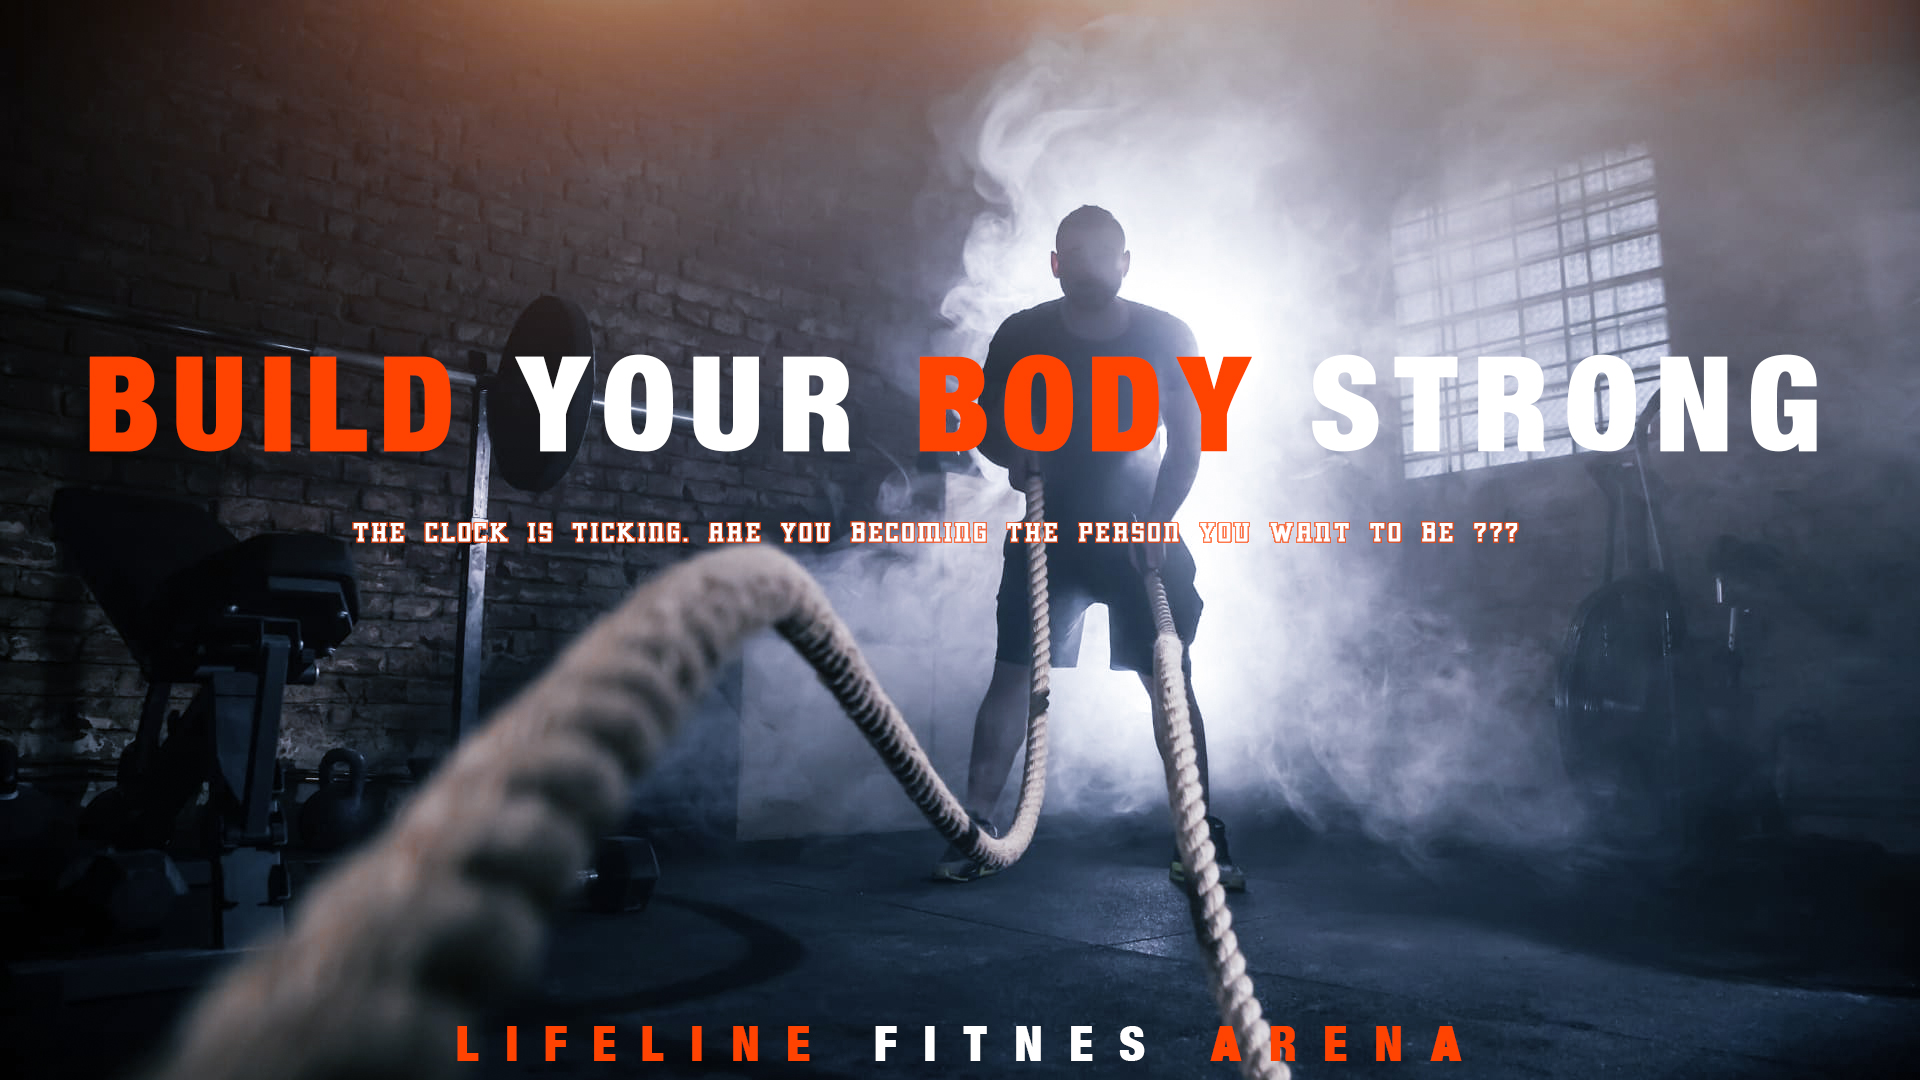 BUILD YOUR BODY STRONG
THE CLOCK IS TICKING. ARE YOU BECOMING THE PERSON YOU WANT TO BE ???
LIFELINE FITNES ARENA